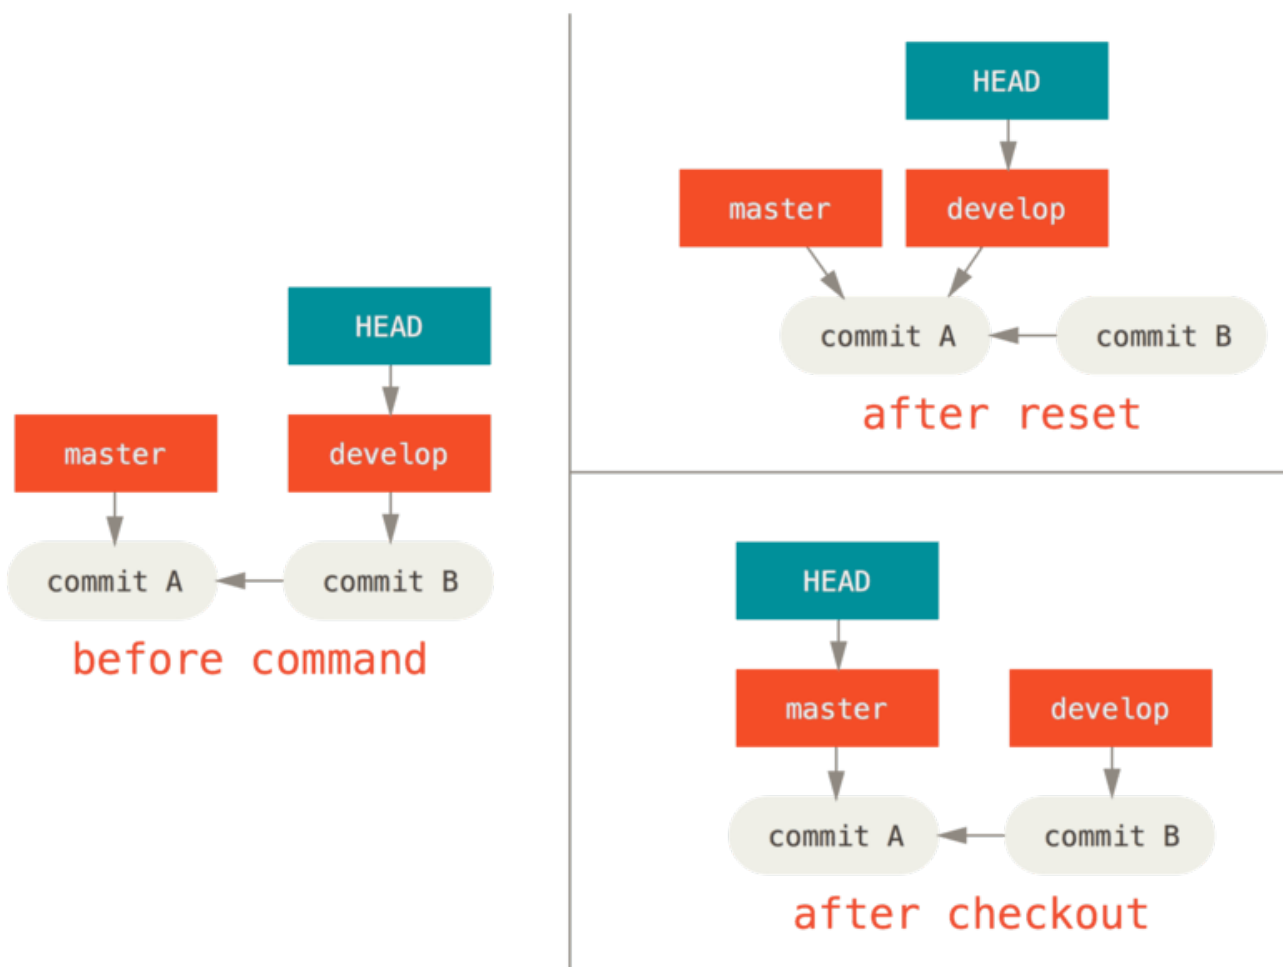 HEAD
master
develop
commit A
commit B
before command
HEAD
master
develop
commit A
commit B
after reset
HEAD
master
develop
commit A
commit B
after checkout